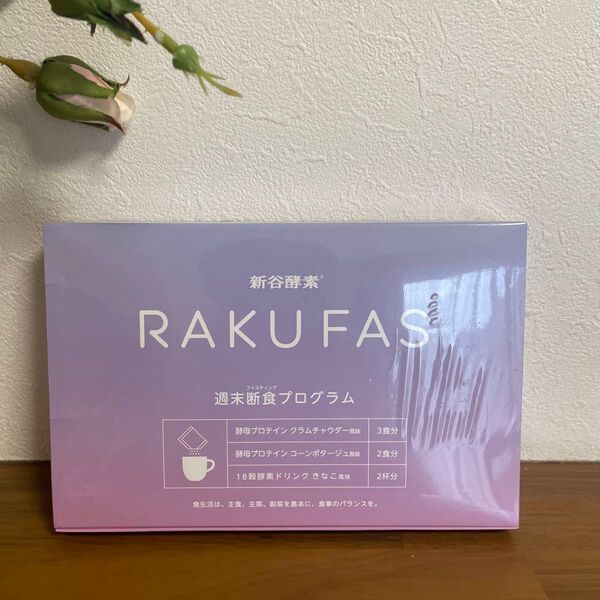 新谷酵素®
RAKUFAS
ファスティング
週末断食プログラム
酵母プロテイン クラムチャウダー風味 3食分
酵母プロテイン コーンポタージュ風味 2食分
18穀酵素ドリンク きなこ風味 2杯分
食生活は、主食、主菜、副菜を基本に、食事のバランスを。